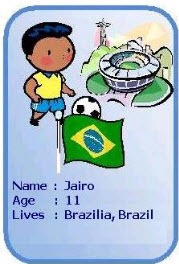 Name : Jairo
Age : 11
Lives : Brazilia, Brazil